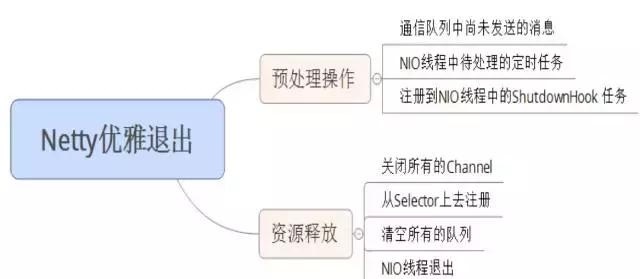 Netty优雅退出
预处理操作
通信队列中尚未发送的消息
NIO线程中待处理的定时任务
注册到NIO线程中的ShutdownHook 任务
资源释放
关闭所有的Channel
从Selector上去注册
清空所有的队列
NIO线程退出